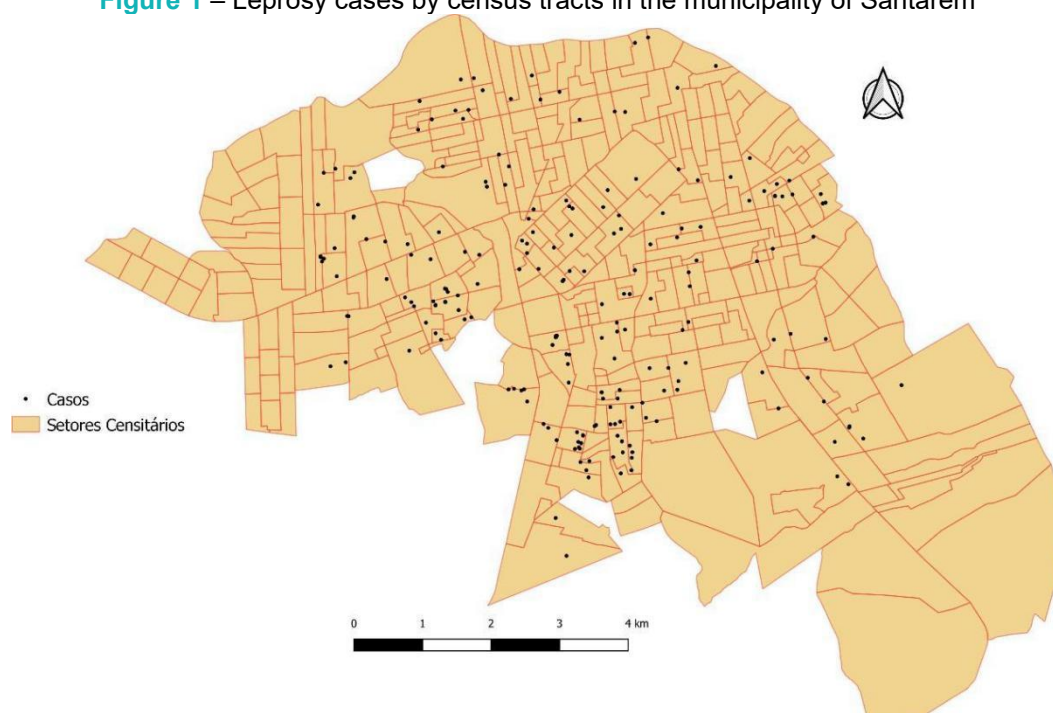 Figure 1 – Leprosy cases by census tracts in the municipality of Santarém
Casos
Setores Censitários
0 1 2 3 4 km